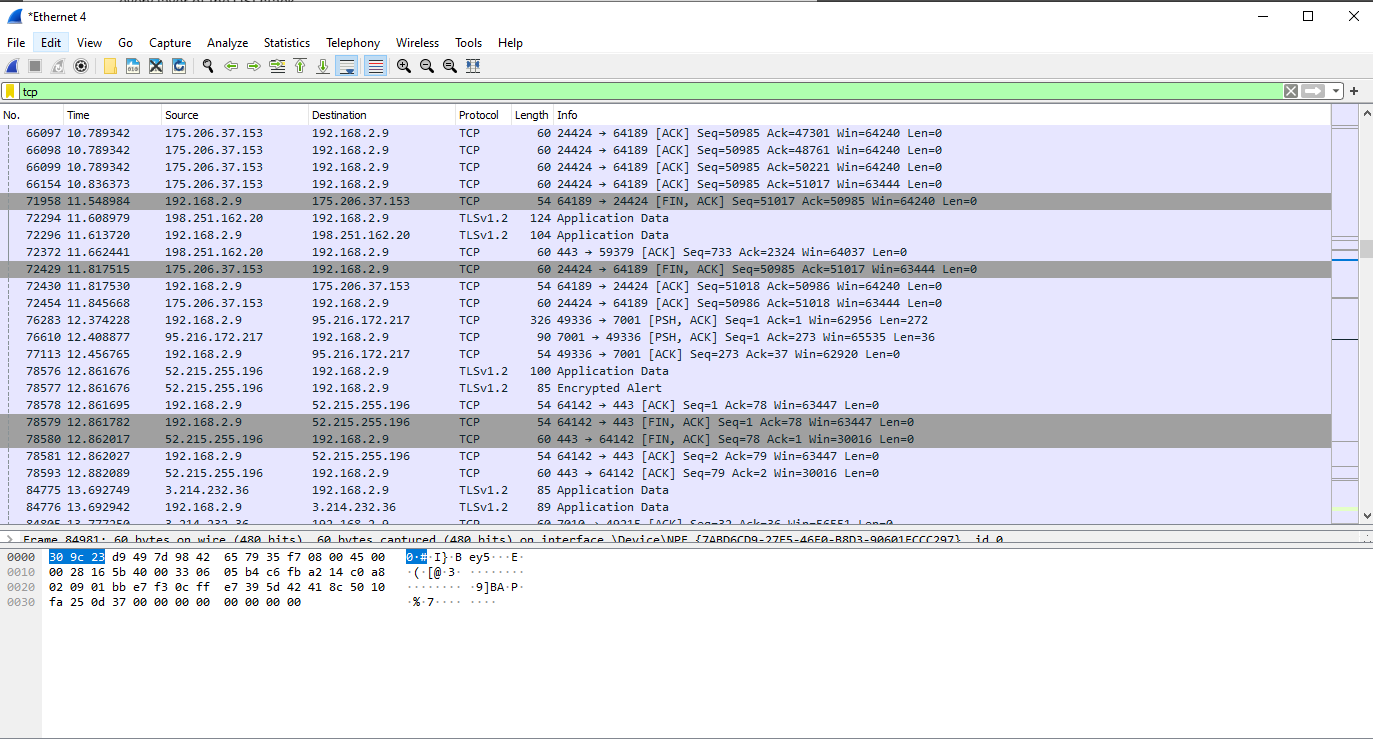 *Ethernet 4
File Edit View Go Capture Analyze Statistics Telephony Wireless Tools Help
tcp
No. Time Source Destination Protocol Length Info
66097 10.789342 175.206.37.153 192.168.2.9 TCP 60 24424 → 64189 [ACK] Seq=50985 Ack=47301 Win=64240 Len=0
66098 10.789342 175.206.37.153 192.168.2.9 TCP 60 24424 → 64189 [ACK] Seq=50985 Ack=48761 Win=64240 Len=0
66099 10.789342 175.206.37.153 192.168.2.9 TCP 60 24424 → 64189 [ACK] Seq=50985 Ack=50221 Win=64240 Len=0
66154 10.836373 175.206.37.153 192.168.2.9 TCP 60 24424 → 64189 [ACK] Seq=50985 Ack=51017 Win=63444 Len=0
71958 11.548984 192.168.2.9 175.206.37.153 TCP 54 64189 → 24424 [FIN, ACK] Seq=51017 Ack=50985 Win=64240 Len=0
72294 11.608979 198.251.162.20 192.168.2.9 TLSv1.2 124 Application Data
72296 11.613720 192.168.2.9 198.251.162.20 TLSv1.2 104 Application Data
72372 11.662441 198.251.162.20 192.168.2.9 TCP 60 443 → 59379 [ACK] Seq=733 Ack=2324 Win=64037 Len=0
72429 11.817515 175.206.37.153 192.168.2.9 TCP 60 24424 → 64189 [FIN, ACK] Seq=50985 Ack=51017 Win=63444 Len=0
72430 11.817530 192.168.2.9 175.206.37.153 TCP 54 64189 → 24424 [ACK] Seq=51018 Ack=50986 Win=64240 Len=0
72454 11.845668 175.206.37.153 192.168.2.9 TCP 60 24424 → 64189 [ACK] Seq=50986 Ack=51018 Win=63444 Len=0
76283 12.374228 192.168.2.9 95.216.172.217 TCP 326 49336 → 7001 [PSH, ACK] Seq=1 Ack=1 Win=62956 Len=272
76610 12.408877 95.216.172.217 192.168.2.9 TCP 90 7001 → 49336 [PSH, ACK] Seq=1 Ack=273 Win=65535 Len=36
77113 12.456765 192.168.2.9 95.216.172.217 TCP 54 49336 → 7001 [ACK] Seq=273 Ack=37 Win=62920 Len=0
78576 12.861676 52.215.255.196 192.168.2.9 TLSv1.2 100 Application Data
78577 12.861676 52.215.255.196 192.168.2.9 TLSv1.2 85 Encrypted Alert
78578 12.861695 192.168.2.9 52.215.255.196 TCP 54 64142 → 443 [ACK] Seq=1 Ack=78 Win=63447 Len=0
78579 12.861782 192.168.2.9 52.215.255.196 TCP 54 64142 → 443 [FIN, ACK] Seq=1 Ack=78 Win=63447 Len=0
78580 12.862017 52.215.255.196 192.168.2.9 TCP 60 443 → 64142 [FIN, ACK] Seq=78 Ack=1 Win=30016 Len=0
78581 12.862027 192.168.2.9 52.215.255.196 TCP 54 64142 → 443 [ACK] Seq=2 Ack=79 Win=63447 Len=0
78593 12.882089 52.215.255.196 192.168.2.9 TCP 60 443 → 64142 [ACK] Seq=79 Ack=2 Win=30016 Len=0
84775 13.692749 3.214.232.36 192.168.2.9 TLSv1.2 85 Application Data
84776 13.692942 192.168.2.9 3.214.232.36 TLSv1.2 89 Application Data
84805 13.777250 3.214.232.36 192.168.2.9 TCP 60 7010 → 49215 [ACK] Seq=32 Ack=36 Win=56551 Len=0
Frame 84981: 60 bytes on wire (480 bits), 60 bytes captured (480 bits) on interface \Device\NPF_
0000 30 9c 23 d9 49 7d 98 42 65 79 35 f7 08 00 45 00 0·#·I}·B ey5···E·
0010 00 28 16 5b 40 00 33 06 05 b4 c6 fb a2 14 c0 a8 ·(·[@·3· ········
0020 02 09 01 bb e7 f3 0c ff e7 39 5d 42 41 8c 50 10 ········ ·9]BA·P·
0030 fa 25 0d 37 00 00 00 00 00 00 00 00 ·%·7···· ····